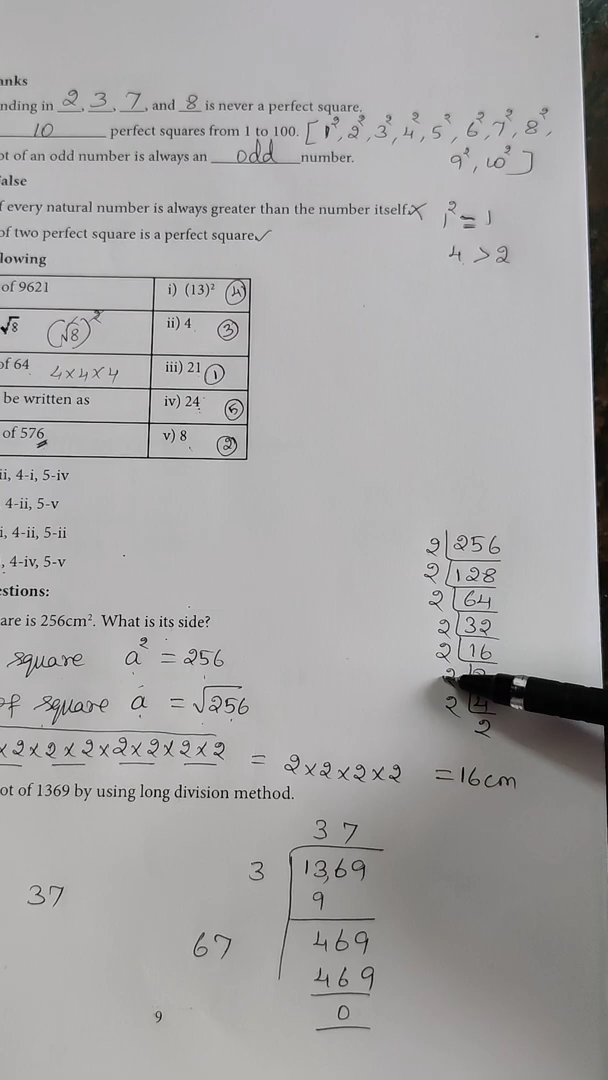 anks
nding in 2, 3, 7, and 8 is never a perfect square.
10 perfect squares from 1 to 100. [1², 2², 3², 4², 5², 6², 7², 8²,
9², 10²]
ot of an odd number is always an odd number.
alse
f every natural number is always greater than the number itself. ✗ 1² = 1
of two perfect square is a perfect square ✓ 4 > 2
lowing
of 9621 i) (13)² 4
√8 (√8)² ii) 4 3
of 64 4×4×4 iii) 21 1
be written as iv) 24 5
of 576 v) 8 2
ii, 4-i, 5-iv
4-ii, 5-v
i, 4-ii, 5-ii
, 4-iv, 5-v
stions:
are is 256cm². What is its side?
2 256
2 128
2 64
2 32
2 16
2 4
2
square a² = 256
of square a = √256
×2×2×2×2×2×2×2 = 2×2×2×2 = 16cm
ot of 1369 by using long division method.
3 7
3 13,69
9
37
67 469
469
0
9